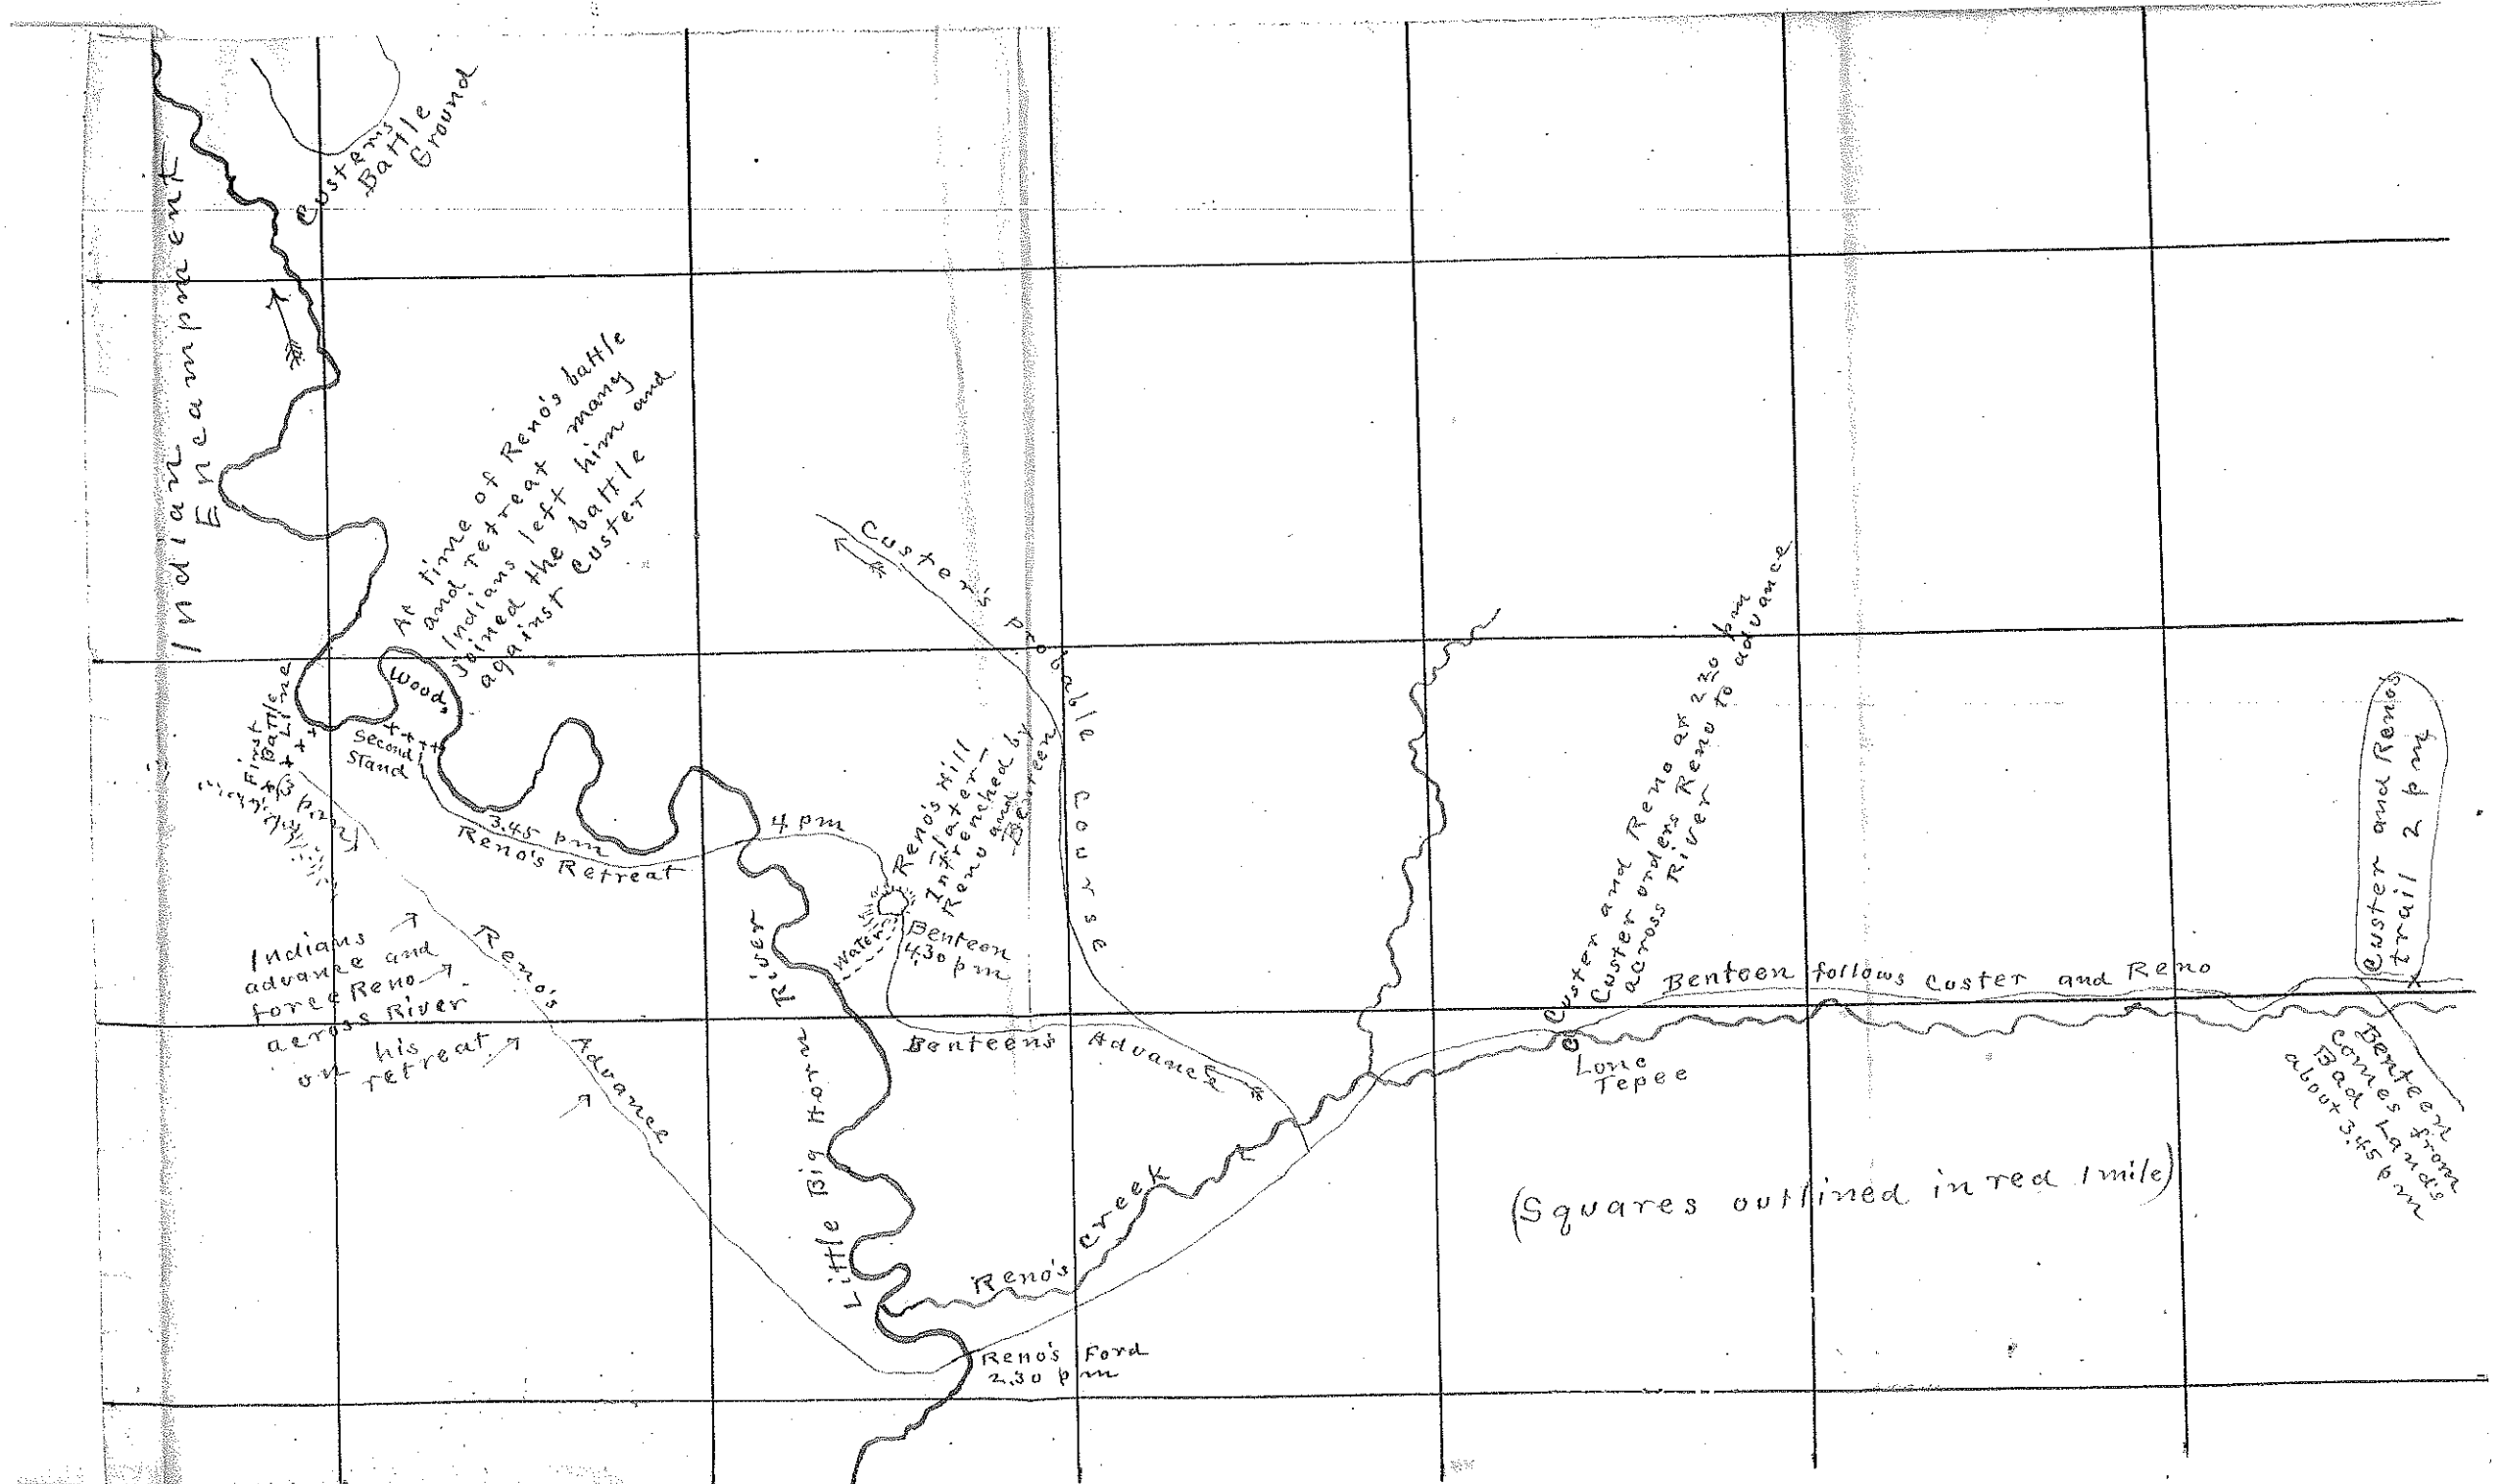 Custer's
Battle
Ground
Indian
Encampment
At time of Reno's battle
and retreat many
Indians left him and
joined the battle
against Custer
Custer's probable course
Wood
First
Battle
Line
(3 pm)
Second
Stand
3.45 pm
Reno's Retreat
4 pm
Reno's Hill
Later
Intrenched by
Reno and
Benteen
Water
Benteen
4.30 pm
Custer and Reno at 2 30 pm
Custer orders Reno to advance
across River
Custer and Reno's
trail 2 pm
Indians
advance and
force Reno
across River
on his
retreat
Reno's Advance
Little Big Horn River
Benteen's Advance
Benteen follows Custer and Reno
Lone
Tepee
Benteen
comes from
Bad Lands
about 3.45 pm
Reno's Creek
(Squares outlined in red 1 mile)
Reno's Ford
2.30 pm